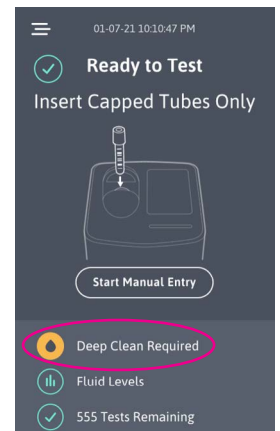 01-07-21 10:10:47 PM
Ready to Test
Insert Capped Tubes Only
Start Manual Entry
Deep Clean Required
Fluid Levels
555 Tests Remaining